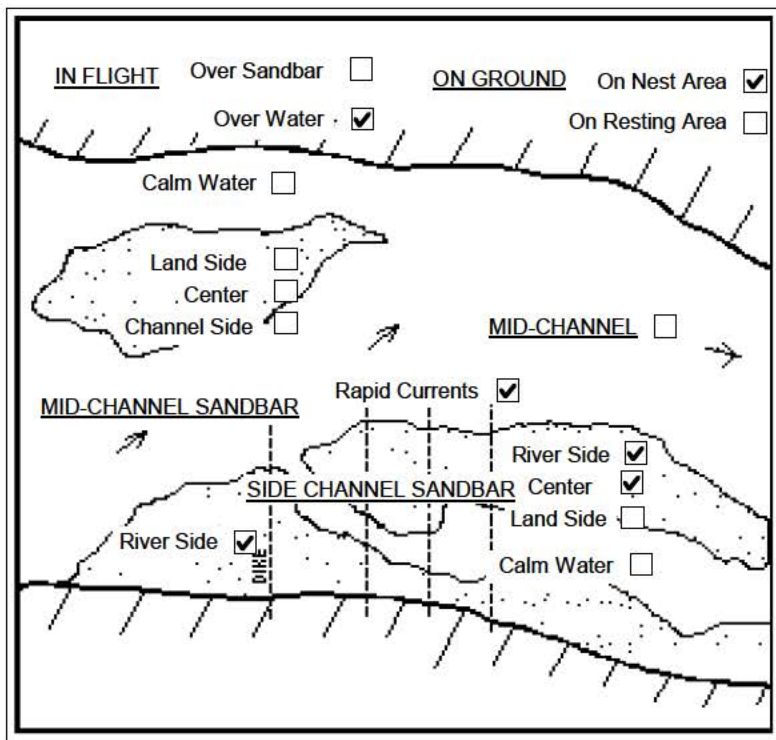 IN FLIGHT
Over Sandbar
ON GROUND
On Nest Area
Over Water
On Resting Area
Calm Water
Land Side
Center
Channel Side
MID-CHANNEL
Rapid Currents
MID-CHANNEL SANDBAR
River Side
SIDE CHANNEL SANDBAR
Center
Land Side
River Side
DIKE
Calm Water